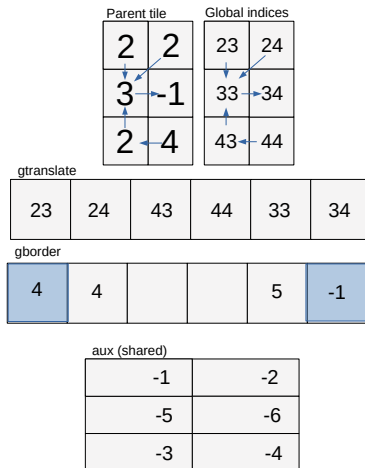 Parent tile Global indices
2 2 23 24
3 -1 33 34
2 4 43 44
gtranslate
23 24 43 44 33 34
gborder
4 4 5 -1
aux (shared)
-1 -2
-5 -6
-3 -4